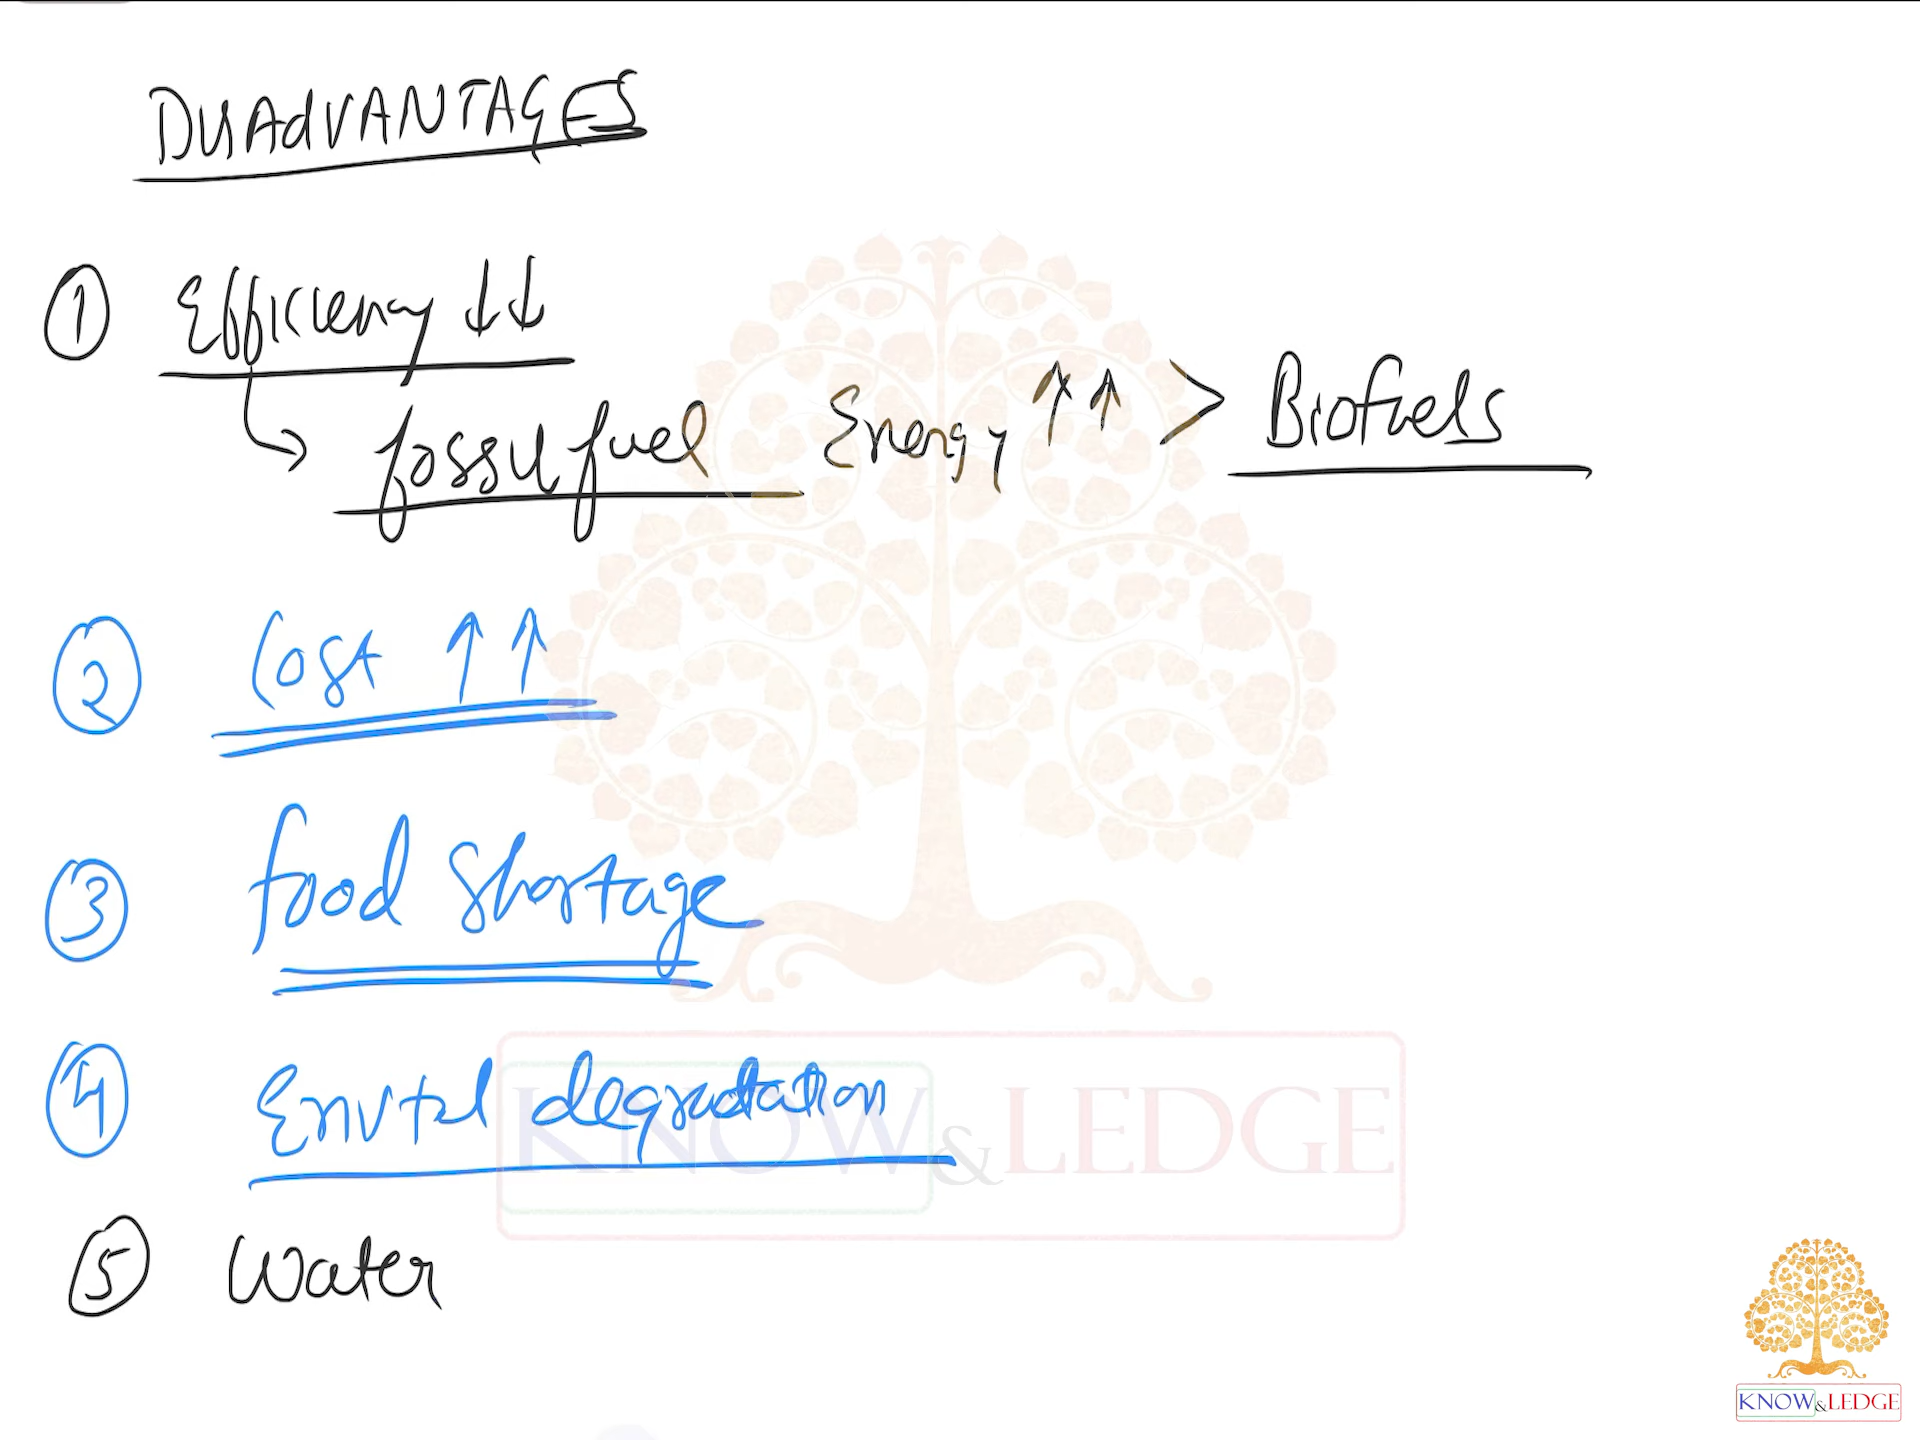 DISADVANTAGES
① Efficiency ↓↓
↳ fossil fuel Energy ↑↑ > Biofuels
② Cost ↑↑
③ food shortage
④ Envtal degradation
⑤ Water
KNOW&LEDGE
KNOW&LEDGE